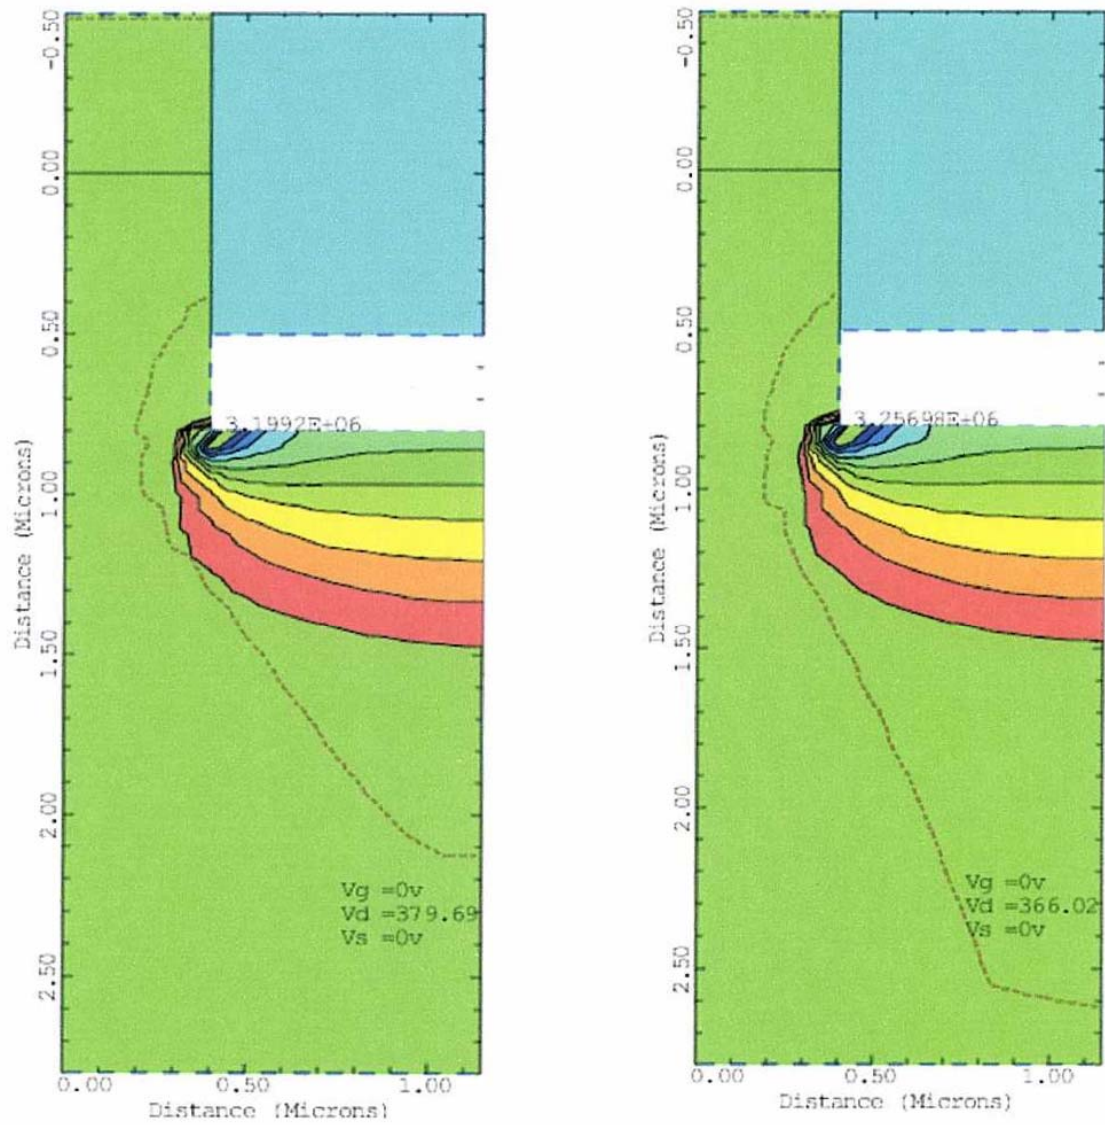 -0.50
0.00
0.50
1.00
1.50
2.00
2.50
Distance (Microns)
3.1992E+06
Vg =0v
Vd =379.69
Vs =0v
0.00
0.50
1.00
Distance (Microns)
-0.50
0.00
0.50
1.00
1.50
2.00
2.50
Distance (Microns)
3.25698E+06
Vg =0v
Vd =366.02
Vs =0v
0.00
0.50
1.00
Distance (Microns)